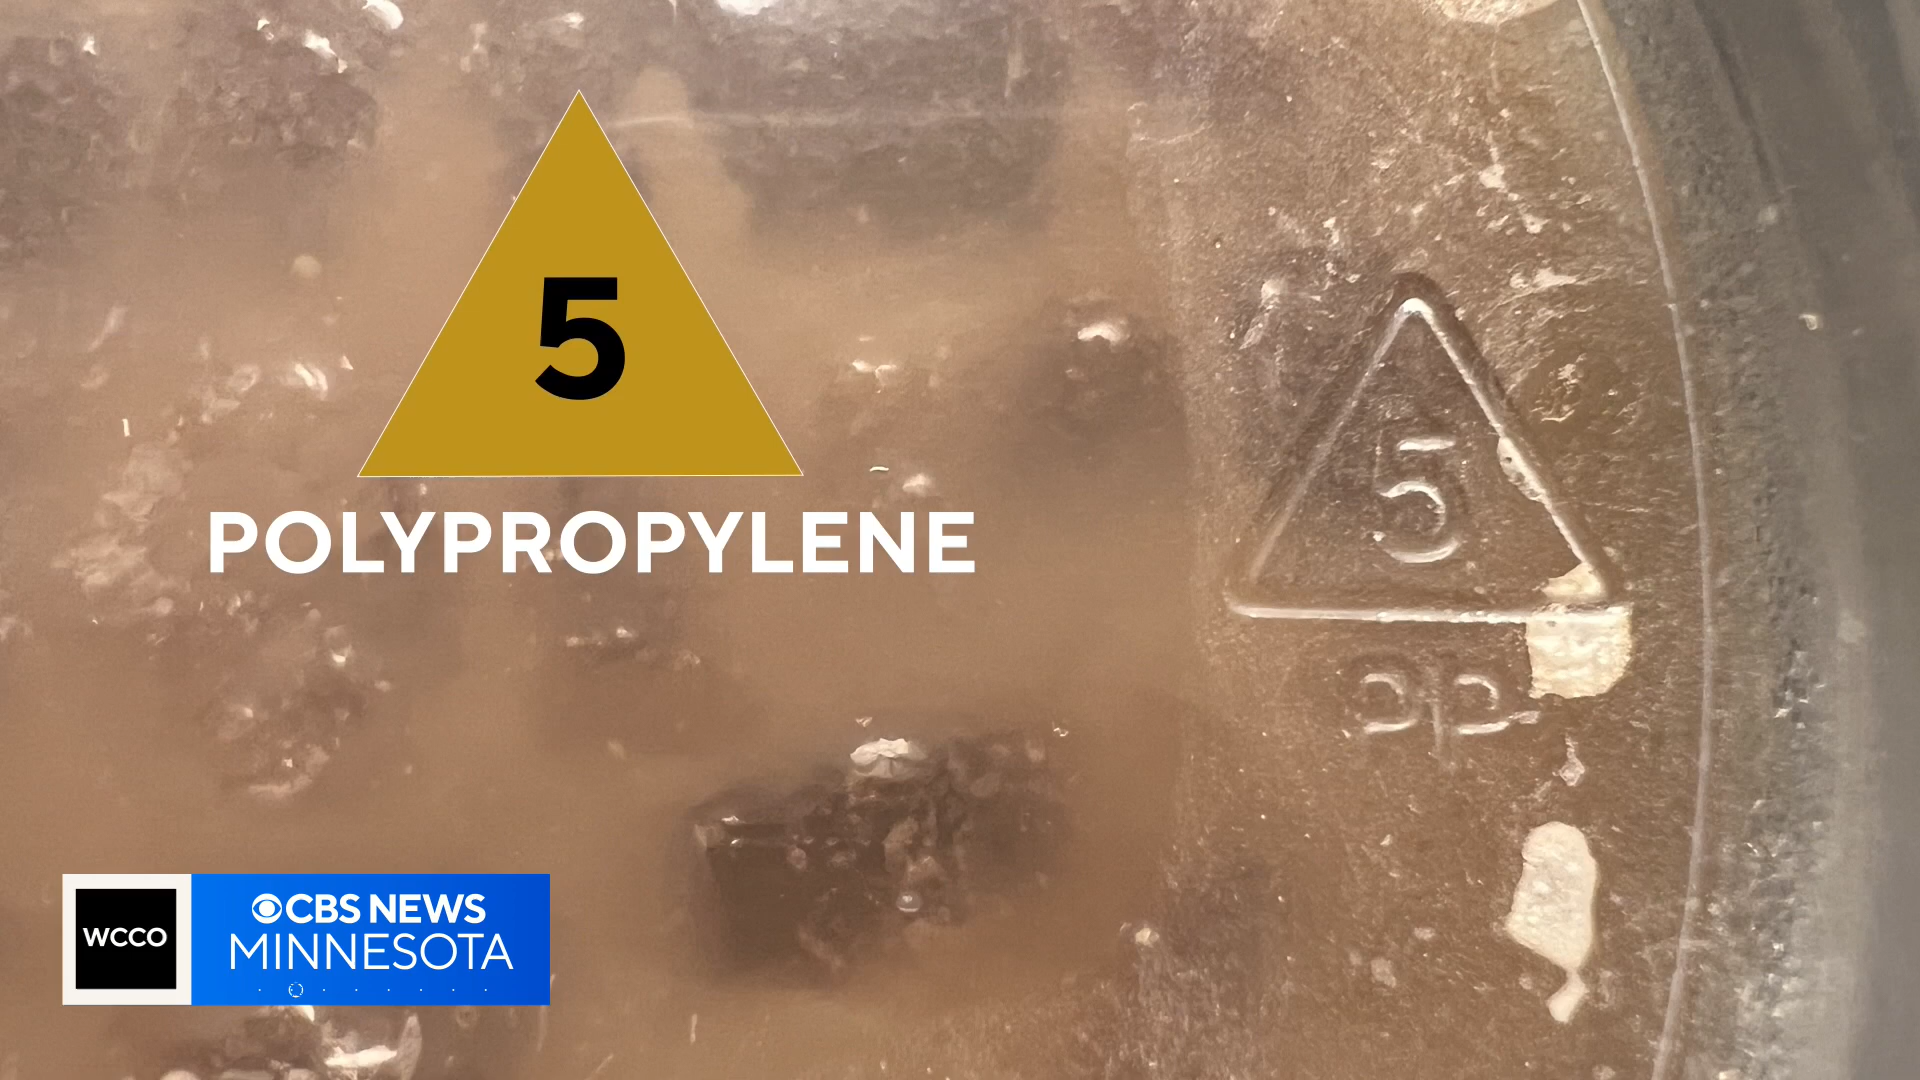 5
POLYPROPYLENE
5
PP
WCCO
CBS NEWS
MINNESOTA